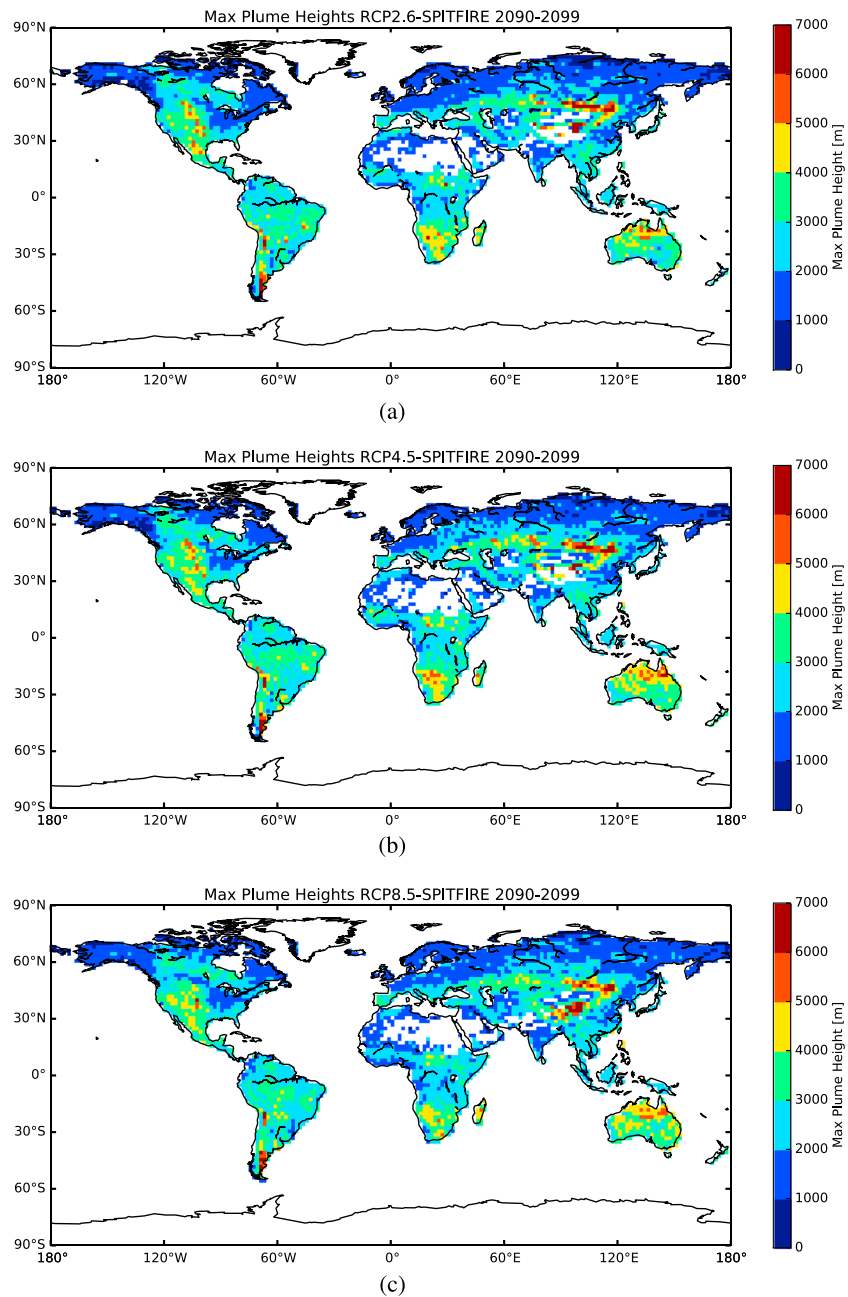 Max Plume Heights RCP2.6-SPITFIRE 2090-2099
90°N
60°N
30°N
0°
30°S
60°S
90°S
180°
120°W
60°W
0°
60°E
120°E
180°
7000
6000
5000
4000
3000
2000
1000
0
Max Plume Height [m]
(a)
Max Plume Heights RCP4.5-SPITFIRE 2090-2099
90°N
60°N
30°N
0°
30°S
60°S
90°S
180°
120°W
60°W
0°
60°E
120°E
180°
7000
6000
5000
4000
3000
2000
1000
0
Max Plume Height [m]
(b)
Max Plume Heights RCP8.5-SPITFIRE 2090-2099
90°N
60°N
30°N
0°
30°S
60°S
90°S
180°
120°W
60°W
0°
60°E
120°E
180°
7000
6000
5000
4000
3000
2000
1000
0
Max Plume Height [m]
(c)